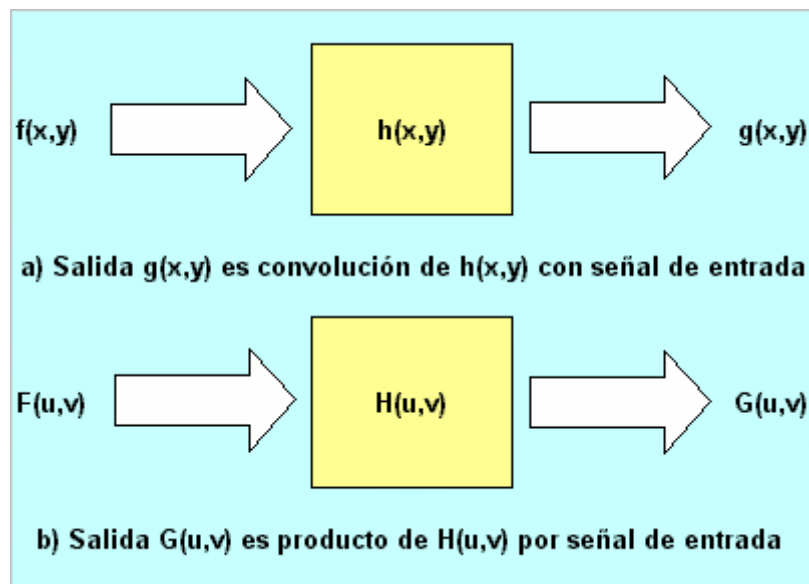 f(x,y) h(x,y) g(x,y)
a) Salida g(x,y) es convolución de h(x,y) con señal de entrada
F(u,v) H(u,v) G(u,v)
b) Salida G(u,v) es producto de H(u,v) por señal de entrada